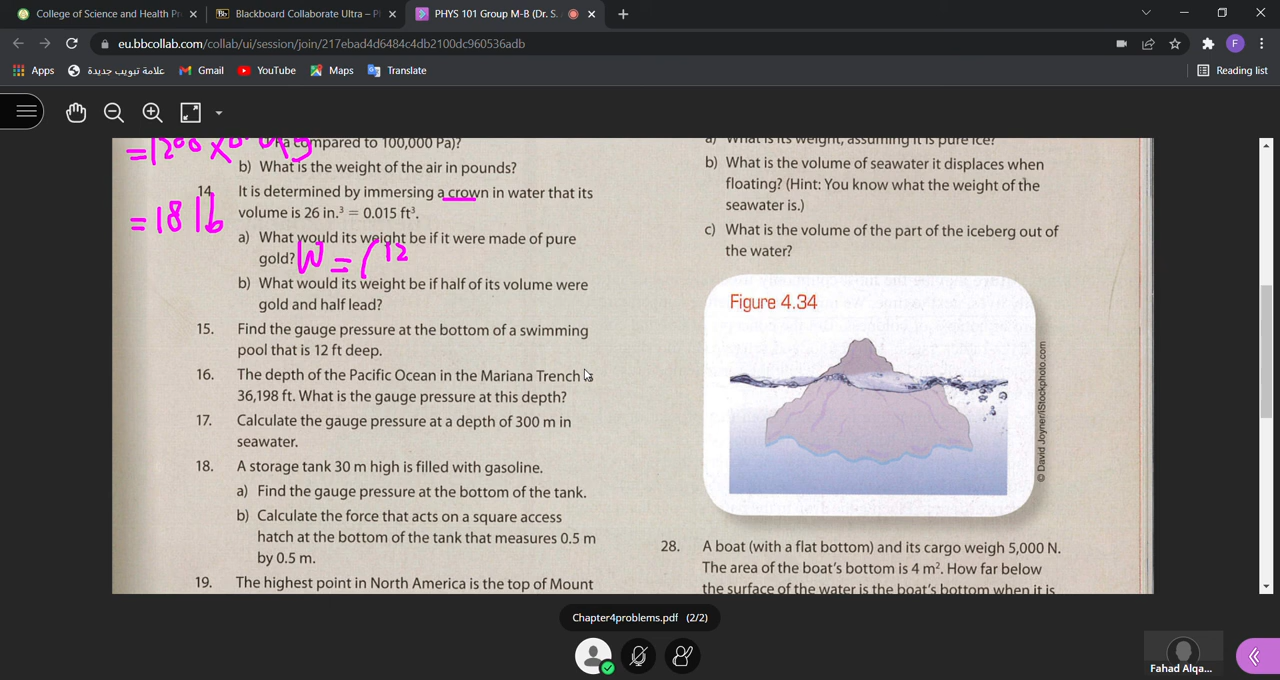 College of Science and Health Pr
Blackboard Collaborate Ultra – Pl
PHYS 101 Group M-B (Dr. S.
eu.bbcollab.com/collab/ui/session/join/217ebad4d6484c4db2100dc960536adb
F
Apps
علامة تبويب جديدة
Gmail
YouTube
Maps
Translate
Reading list
Pa compared to 100,000 Pa)?
b) What is the weight of the air in pounds?
14. It is determined by immersing a crown in water that its
volume is 26 in.³ = 0.015 ft³.
= 18 lb
a) What would its weight be if it were made of pure
gold? W = (12
b) What would its weight be if half of its volume were
gold and half lead?
15. Find the gauge pressure at the bottom of a swimming
pool that is 12 ft deep.
16. The depth of the Pacific Ocean in the Mariana Trench is
36,198 ft. What is the gauge pressure at this depth?
17. Calculate the gauge pressure at a depth of 300 m in
seawater.
18. A storage tank 30 m high is filled with gasoline.
a) Find the gauge pressure at the bottom of the tank.
b) Calculate the force that acts on a square access
hatch at the bottom of the tank that measures 0.5 m
by 0.5 m.
19. The highest point in North America is the top of Mount
a) What is its weight, assuming it is pure ice?
b) What is the volume of seawater it displaces when
floating? (Hint: You know what the weight of the
seawater is.)
c) What is the volume of the part of the iceberg out of
the water?
Figure 4.34
© David Joyner/iStockphoto.com
28. A boat (with a flat bottom) and its cargo weigh 5,000 N.
The area of the boat's bottom is 4 m². How far below
the surface of the water is the boat's bottom when it is
Chapter4problems.pdf (2/2)
Fahad Alqa...